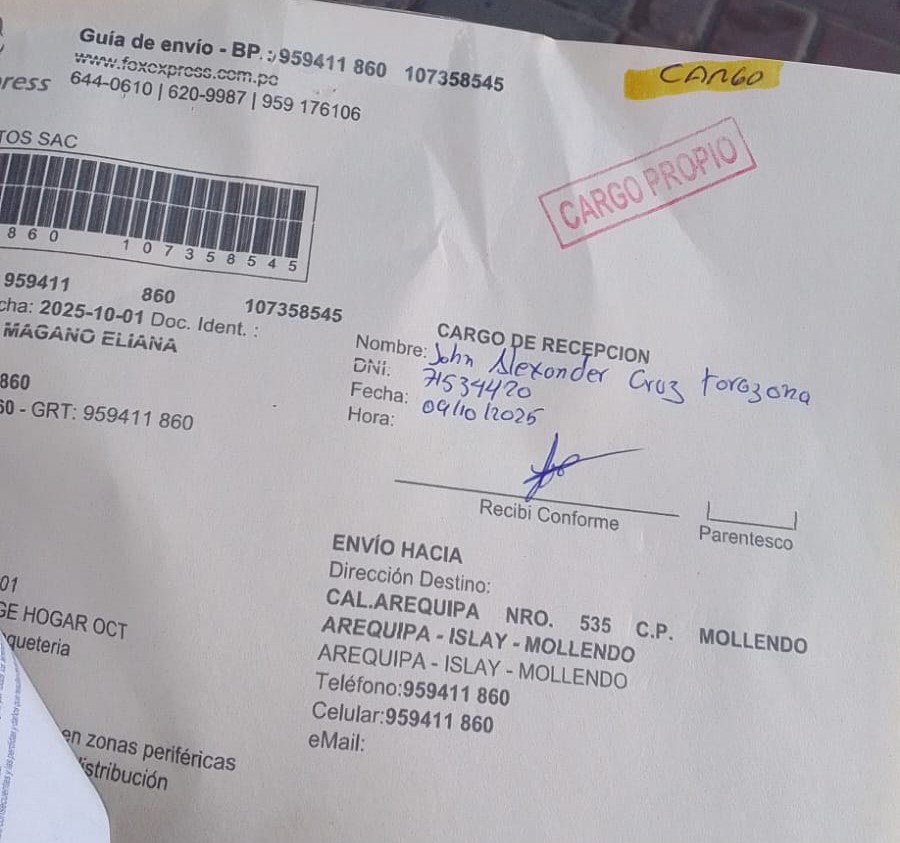 Guía de envío - BP. : 959411 860 107358545
www.foxexpress.com.pe
ress 644-0610 | 620-9987 | 959 176106
CARGO
CARGO PROPIO
TOS SAC
860 107358545
959411 860 107358545
cha: 2025-10-01 Doc. Ident. :
MAGANO ELIANA
860
60 - GRT: 959411 860
CARGO DE RECEPCION
Nombre: John Alexander Cruz Torozona
DNI: 71534420
Fecha: 09/10/2025
Hora:
Recibi Conforme
Parentesco
ENVÍO HACIA
Dirección Destino:
CAL.AREQUIPA NRO. 535 C.P. MOLLENDO
AREQUIPA - ISLAY - MOLLENDO
AREQUIPA - ISLAY - MOLLENDO
Teléfono:959411 860
Celular:959411 860
eMail:
01
GE HOGAR OCT
queteria
en zonas periféricas
istribución